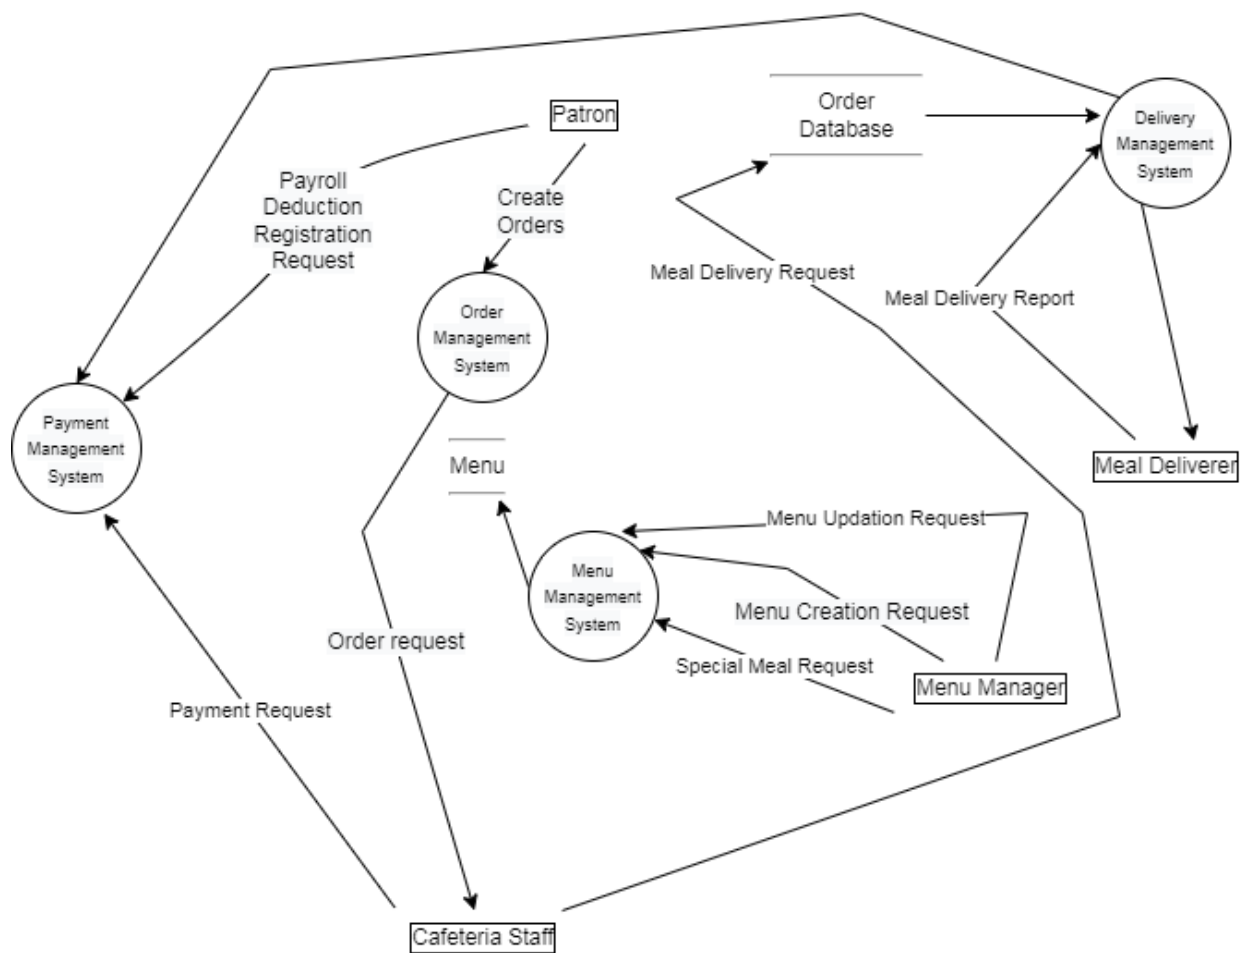 Patron
Order
Database
Delivery
Management
System
Payroll
Deduction
Registration
Request
Create
Orders
Meal Delivery Request
Meal Delivery Report
Order
Management
System
Payment
Management
System
Menu
Meal Deliverer
Menu Updation Request
Menu
Management
System
Menu Creation Request
Order request
Special Meal Request
Menu Manager
Payment Request
Cafeteria Staff